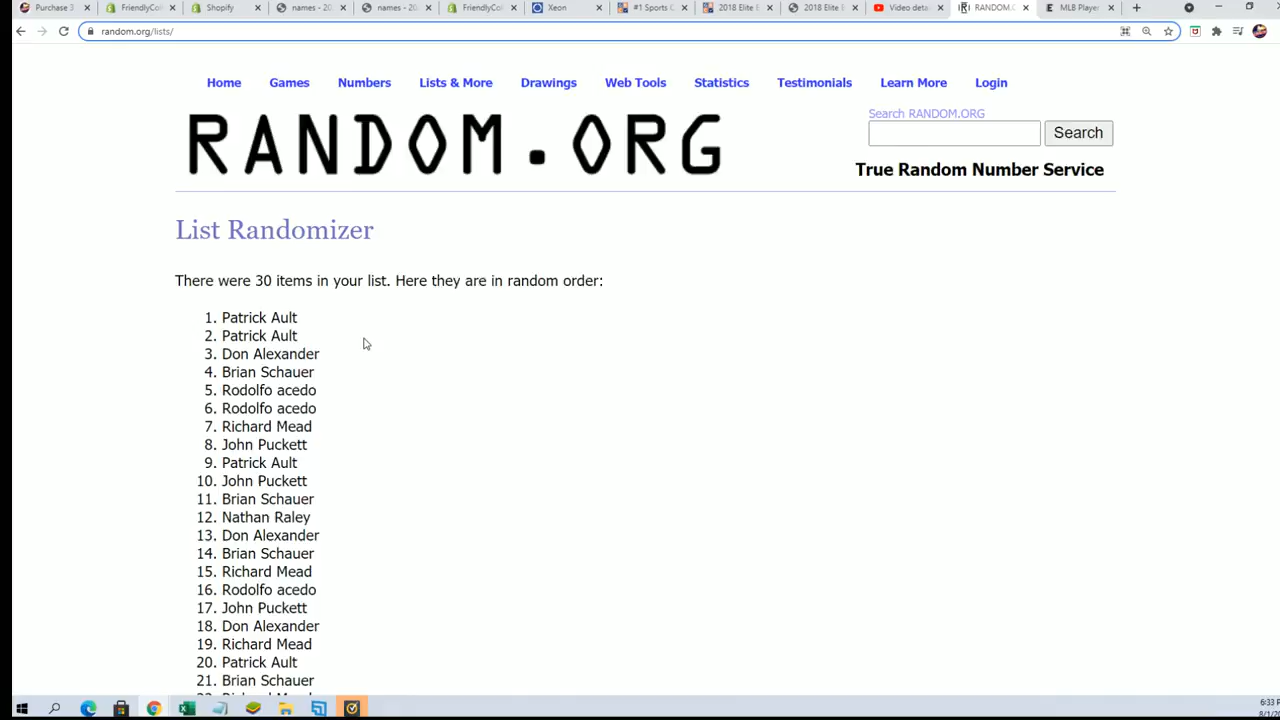 Purchase 3
FriendlyCoi
Shopify
names - 20
names - 20
FriendlyCo
Xeon
#1 Sports C
2018 Elite E
2018 Elite E
Video deta
RANDOM.O
MLB Player
random.org/lists/
Home Games Numbers Lists & More Drawings Web Tools Statistics Testimonials Learn More Login
Search RANDOM.ORG
RANDOM.ORG
Search
True Random Number Service
List Randomizer
There were 30 items in your list. Here they are in random order:
1. Patrick Ault
2. Patrick Ault
3. Don Alexander
4. Brian Schauer
5. Rodolfo acedo
6. Rodolfo acedo
7. Richard Mead
8. John Puckett
9. Patrick Ault
10. John Puckett
11. Brian Schauer
12. Nathan Raley
13. Don Alexander
14. Brian Schauer
15. Richard Mead
16. Rodolfo acedo
17. John Puckett
18. Don Alexander
19. Richard Mead
20. Patrick Ault
21. Brian Schauer
6:33 P